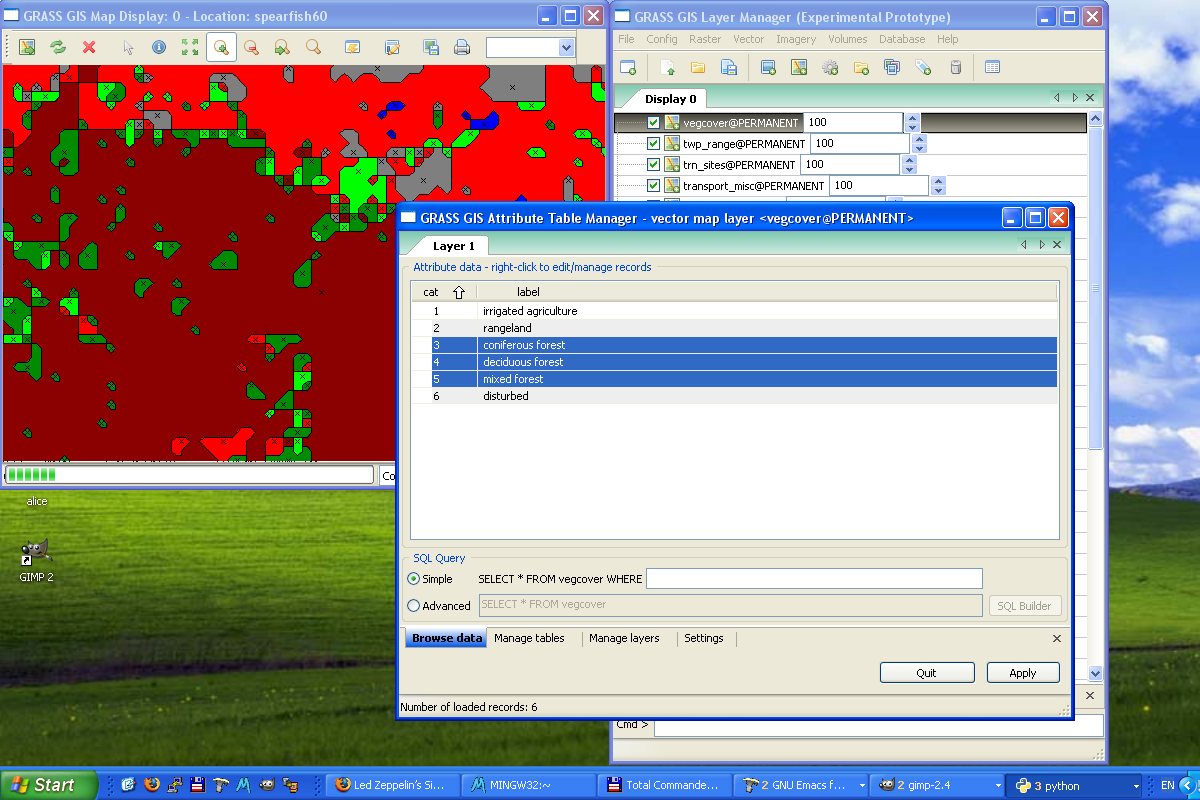 GRASS GIS Map Display: 0 - Location: spearfish60
GRASS GIS Layer Manager (Experimental Prototype)
File Config Raster Vector Imagery Volumes Database Help
Display 0
vegcover@PERMANENT 100
twp_range@PERMANENT 100
trn_sites@PERMANENT 100
transport_misc@PERMANENT 100
GRASS GIS Attribute Table Manager - vector map layer <vegcover@PERMANENT>
Layer 1
Attribute data - right-click to edit/manage records
cat label
1 irrigated agriculture
2 rangeland
3 coniferous forest
4 deciduous forest
5 mixed forest
6 disturbed
Co
alice
GIMP 2
SQL Query
Simple SELECT * FROM vegcover WHERE
Advanced SELECT * FROM vegcover SQL Builder
Browse data Manage tables Manage layers Settings
Quit Apply
Number of loaded records: 6
Cmd >
Start Led Zeppelin's Si... MINGW32:~ Total Commande... 2 GNU Emacs f... 2 gimp-2.4 3 python EN